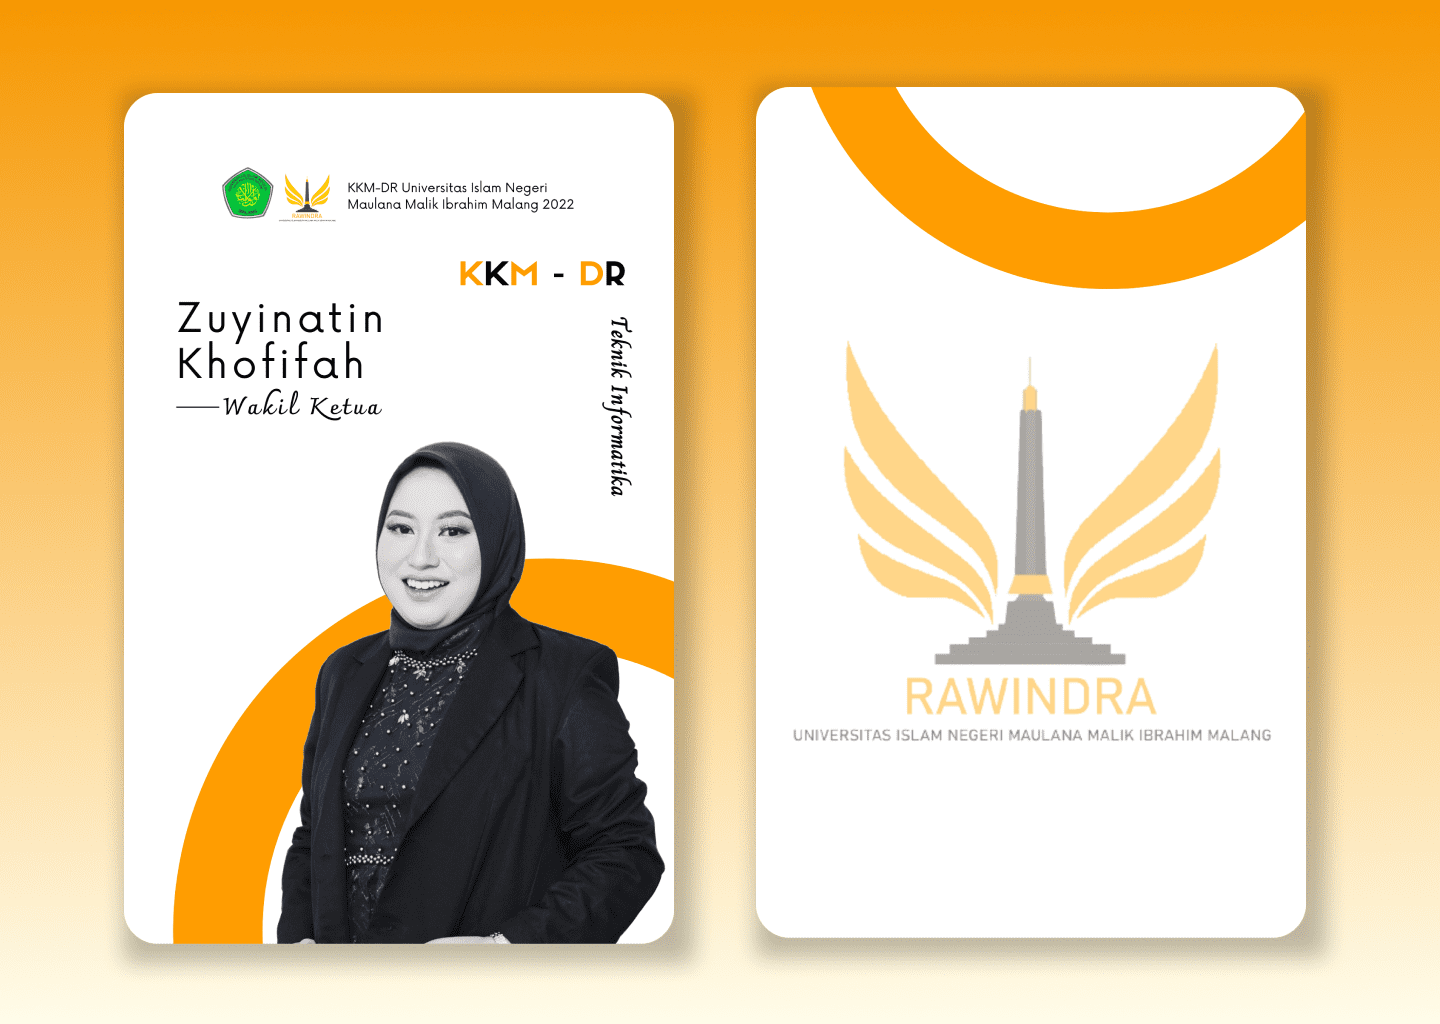 RAWINDRA
KKM-DR Universitas Islam Negeri
Maulana Malik Ibrahim Malang 2022
KKM - DR
Zuyinatin
Khofifah
Wakil Ketua
Teknik Informatika
RAWINDRA
UNIVERSITAS ISLAM NEGERI MAULANA MALIK IBRAHIM MALANG